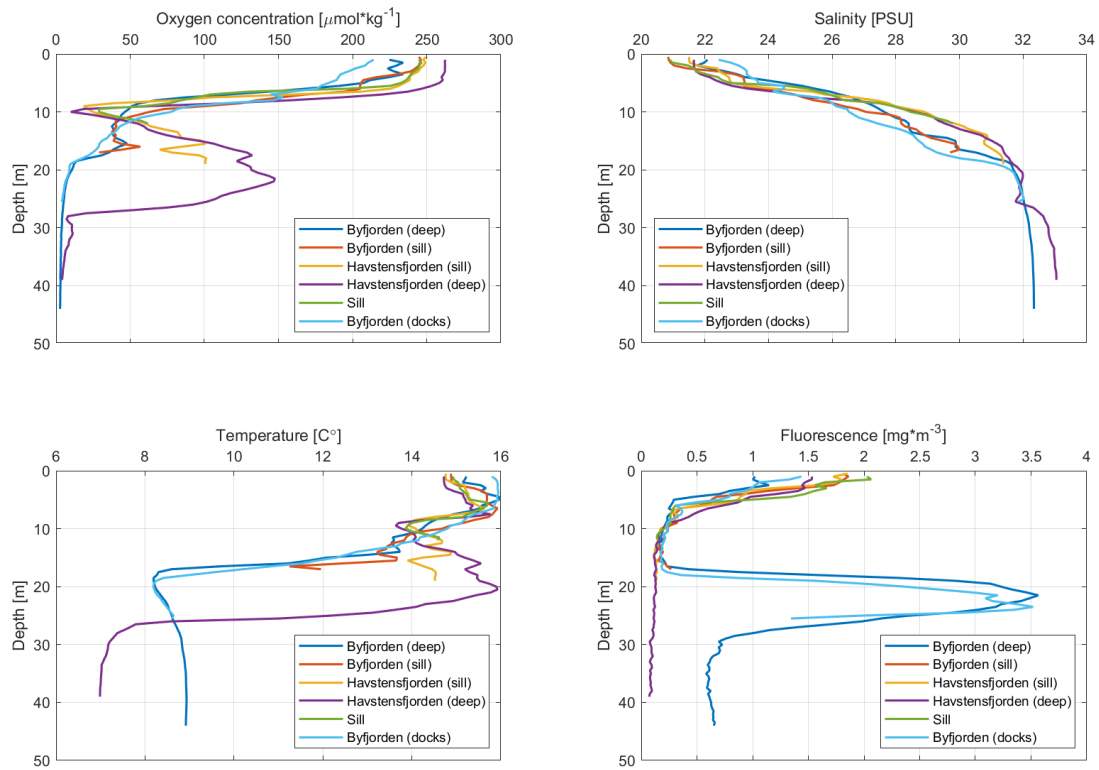 Oxygen concentration [μmol*kg⁻¹]
0 50 100 150 200 250 300
0
10
20
30
40
50
Depth [m]
Byfjorden (deep)
Byfjorden (sill)
Havstensfjorden (sill)
Havstensfjorden (deep)
Sill
Byfjorden (docks)
Salinity [PSU]
20 22 24 26 28 30 32 34
0
10
20
30
40
50
Depth [m]
Byfjorden (deep)
Byfjorden (sill)
Havstensfjorden (sill)
Havstensfjorden (deep)
Sill
Byfjorden (docks)
Temperature [C°]
6 8 10 12 14 16
0
10
20
30
40
50
Depth [m]
Byfjorden (deep)
Byfjorden (sill)
Havstensfjorden (sill)
Havstensfjorden (deep)
Sill
Byfjorden (docks)
Fluorescence [mg*m⁻³]
0 0.5 1 1.5 2 2.5 3 3.5 4
0
10
20
30
40
50
Depth [m]
Byfjorden (deep)
Byfjorden (sill)
Havstensfjorden (sill)
Havstensfjorden (deep)
Sill
Byfjorden (docks)